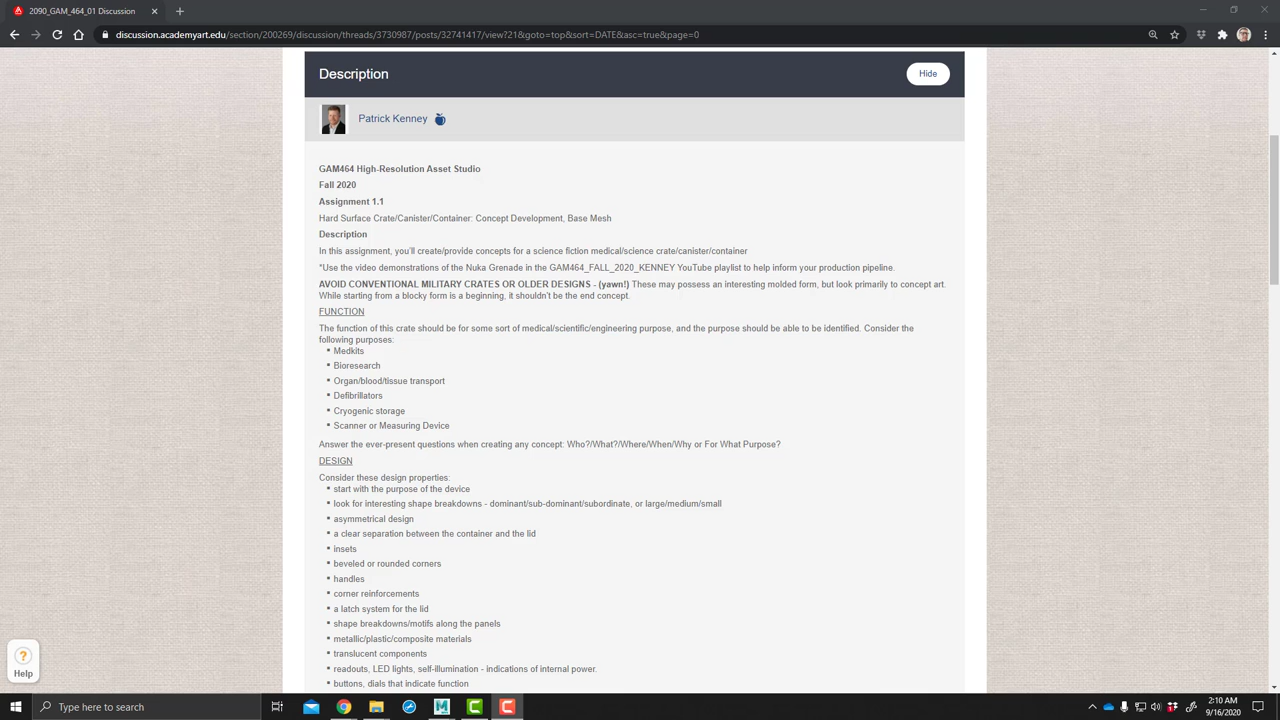 2090_GAM_464_01 Discussion
discussion.academyart.edu/section/200269/discussion/threads/3730987/posts/32741417/view?21&goto=top&sort=DATE&asc=true&page=0
Description
Hide
Patrick Kenney
GAM464 High-Resolution Asset Studio
Fall 2020
Assignment 1.1
Hard Surface Crate/Canister/Container: Concept Development, Base Mesh
Description
In this assignment, you'll create/provide concepts for a science fiction medical/science crate/canister/container
*Use the video demonstrations of the Nuka Grenade in the GAM464_FALL_2020_KENNEY YouTube playlist to help inform your production pipeline.
AVOID CONVENTIONAL MILITARY CRATES OR OLDER DESIGNS - (yawn!) These may possess an interesting molded form, but look primarily to concept art.
While starting from a blocky form is a beginning, it shouldn't be the end concept.
FUNCTION
The function of this crate should be for some sort of medical/scientific/engineering purpose, and the purpose should be able to be identified. Consider the
following purposes:
Medkits
Bioresearch
Organ/blood/tissue transport
Defibrillators
Cryogenic storage
Scanner or Measuring Device
Answer the ever-present questions when creating any concept: Who?/What?/Where/When/Why or For What Purpose?
DESIGN
Consider these design properties:
start with the purpose of the device
look for interesting shape breakdowns - dominant/sub-dominant/subordinate, or large/medium/small
asymmetrical design
a clear separation between the container and the lid
insets
beveled or rounded corners
handles
corner reinforcements
a latch system for the lid
shape breakdowns/motifs along the panels
metallic/plastic/composite materials
translucent components
readouts, LED lights, self-illumination - indications of internal power.
buttons, dials that indicate function
? Help
Type here to search
2:10 AM
9/16/2020